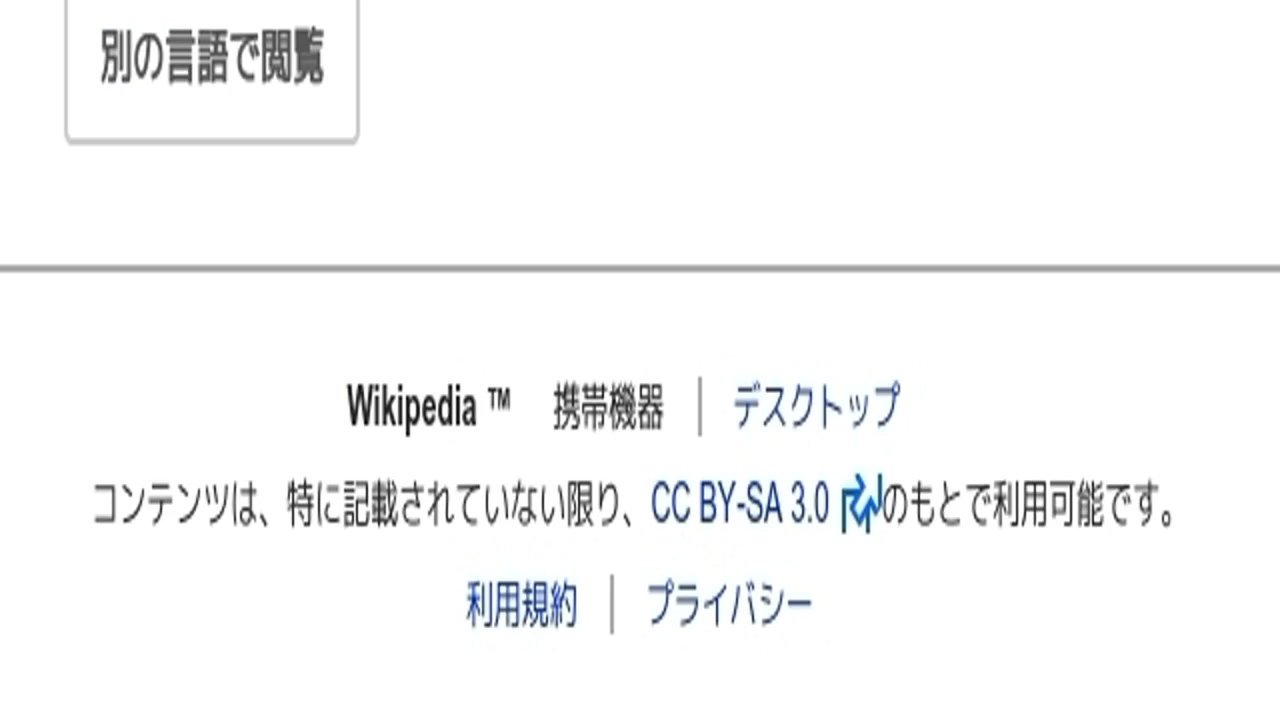 別の言語で閲覧
Wikipedia ™ 携帯機器 | デスクトップ
コンテンツは、特に記載されていない限り、CC BY-SA 3.0 のもとで利用可能です。
利用規約 | プライバシー